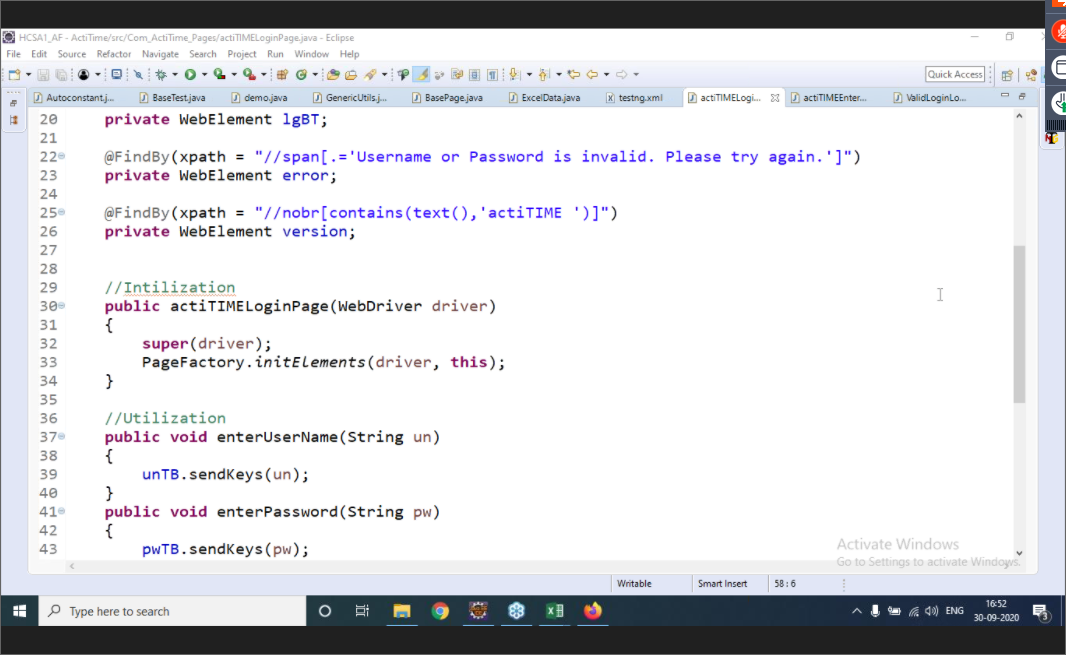 HCSA1_AF - ActiTime/src/Com_ActiTime_Pages/actiTIMELoginPage.java - Eclipse
File Edit Source Refactor Navigate Search Project Run Window Help
Quick Access
Autoconstant.j... BaseTest.java demo.java GenericUtils.j... BasePage.java ExcelData.java testng.xml actiTIMELogi... actiTIMEEnter... ValidLoginLo...
20 private WebElement lgBT;
21
22 @FindBy(xpath = "//span[.='Username or Password is invalid. Please try again.']")
23 private WebElement error;
24
25 @FindBy(xpath = "//nobr[contains(text(),'actiTIME ')]")
26 private WebElement version;
27
28
29 //Intilization
30 public actiTIMELoginPage(WebDriver driver)
31 {
32 super(driver);
33 PageFactory.initElements(driver, this);
34 }
35
36 //Utilization
37 public void enterUserName(String un)
38 {
39 unTB.sendKeys(un);
40 }
41 public void enterPassword(String pw)
42 {
43 pwTB.sendKeys(pw);
Activate Windows
Go to Settings to activate Windows.
Writable Smart Insert 58 : 6
Type here to search
ENG
16:52
30-09-2020
3